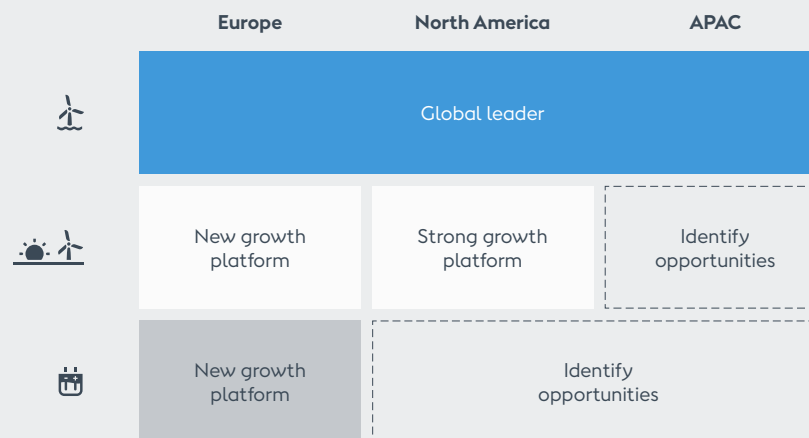 Europe North America APAC
Global leader
New growth
platform
Strong growth
platform
Identify
opportunities
New growth
platform
Identify
opportunities